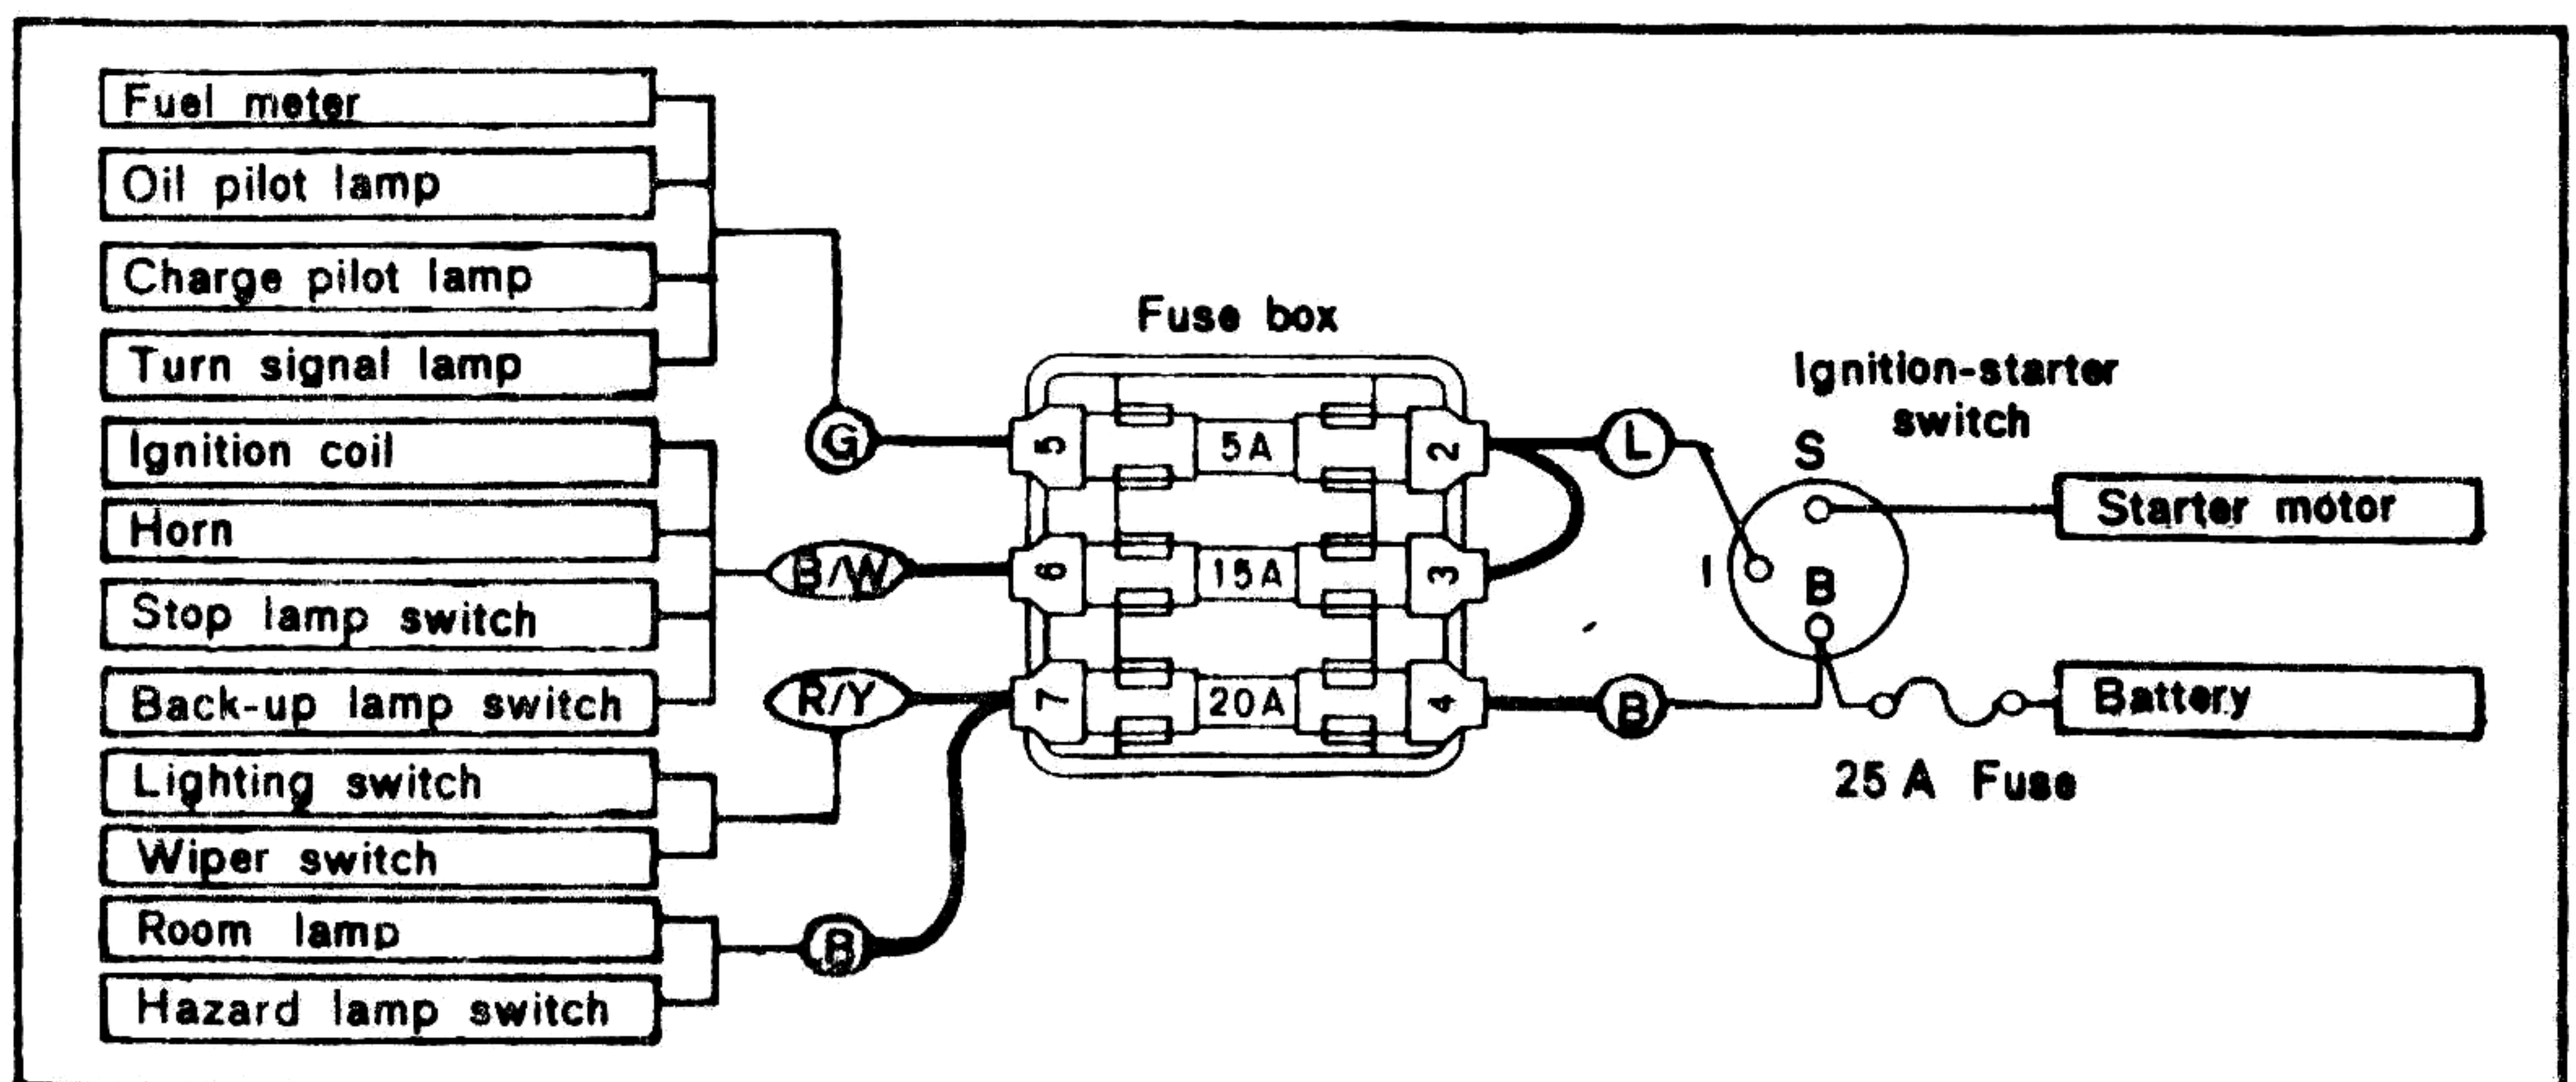 Fuel meter
Oil pilot lamp
Charge pilot lamp
Turn signal lamp
Ignition coil
Horn
Stop lamp switch
Back-up lamp switch
Lighting switch
Wiper switch
Room lamp
Hazard lamp switch
G
B/W
R/Y
B
Fuse box
5
5A
2
6
15A
3
7
20A
4
L
B
Ignition-starter
switch
S
I
B
Starter motor
Battery
25 A Fuse